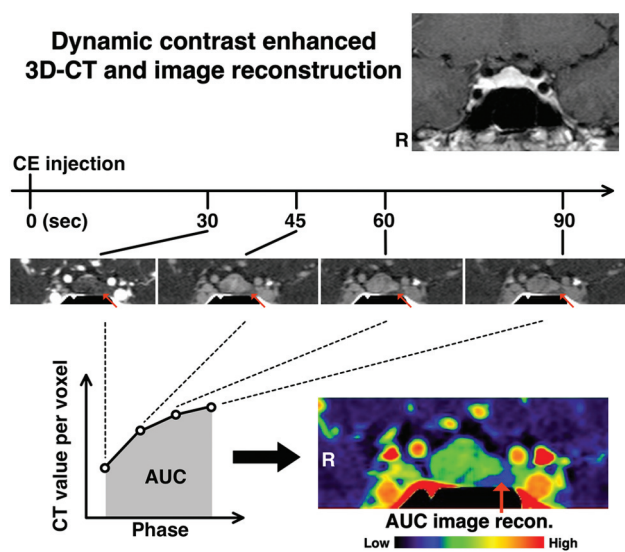 Dynamic contrast enhanced
3D-CT and image reconstruction
R
CE injection
0 (sec)
30
45
60
90
CT value per voxel
AUC
Phase
R
AUC image recon.
Low
High